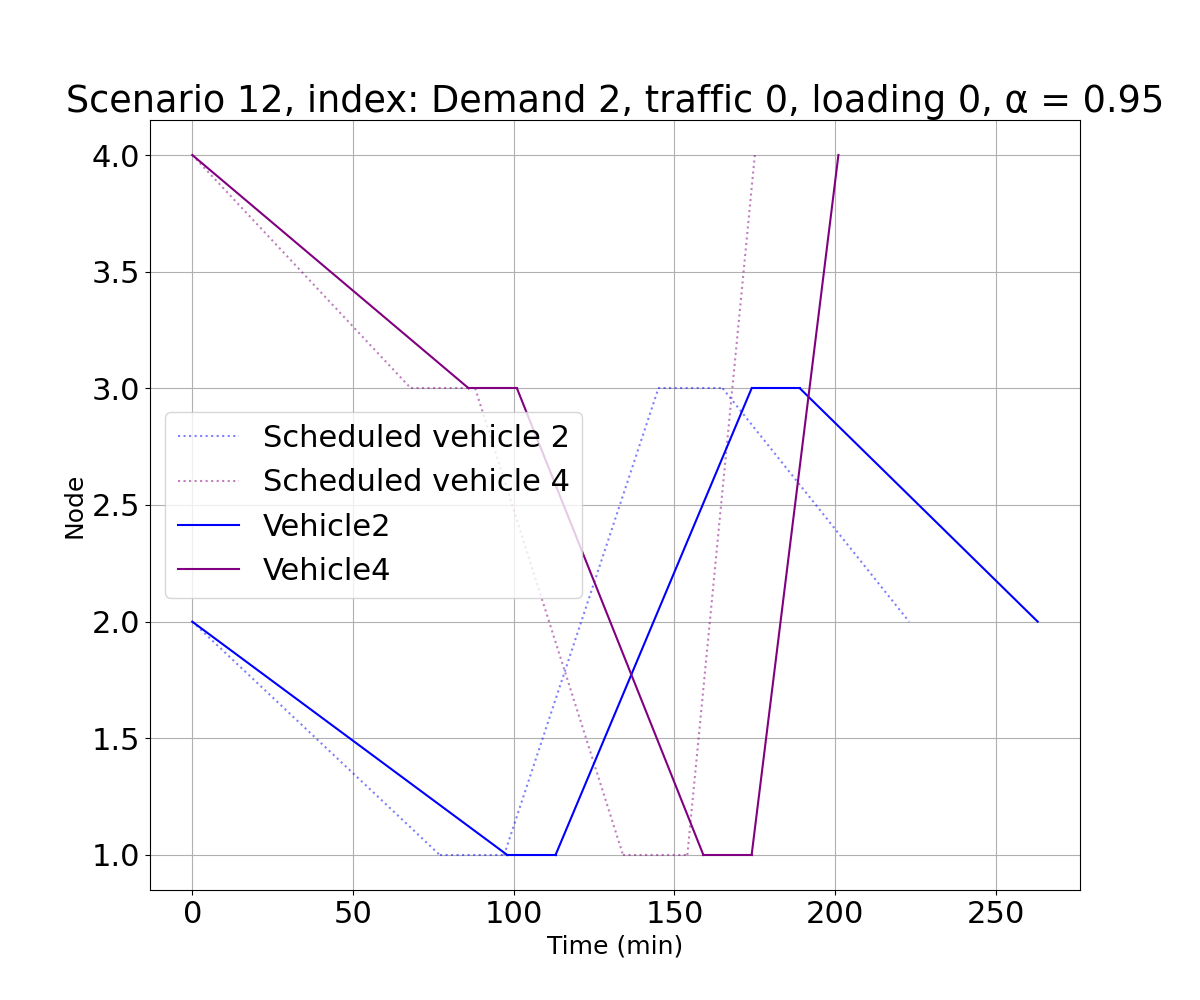 Scenario 12, index: Demand 2, traffic 0, loading 0, α = 0.95
4.0
3.5
3.0
2.5
2.0
1.5
1.0
Node
Scheduled vehicle 2
Scheduled vehicle 4
Vehicle2
Vehicle4
0 50 100 150 200 250
Time (min)